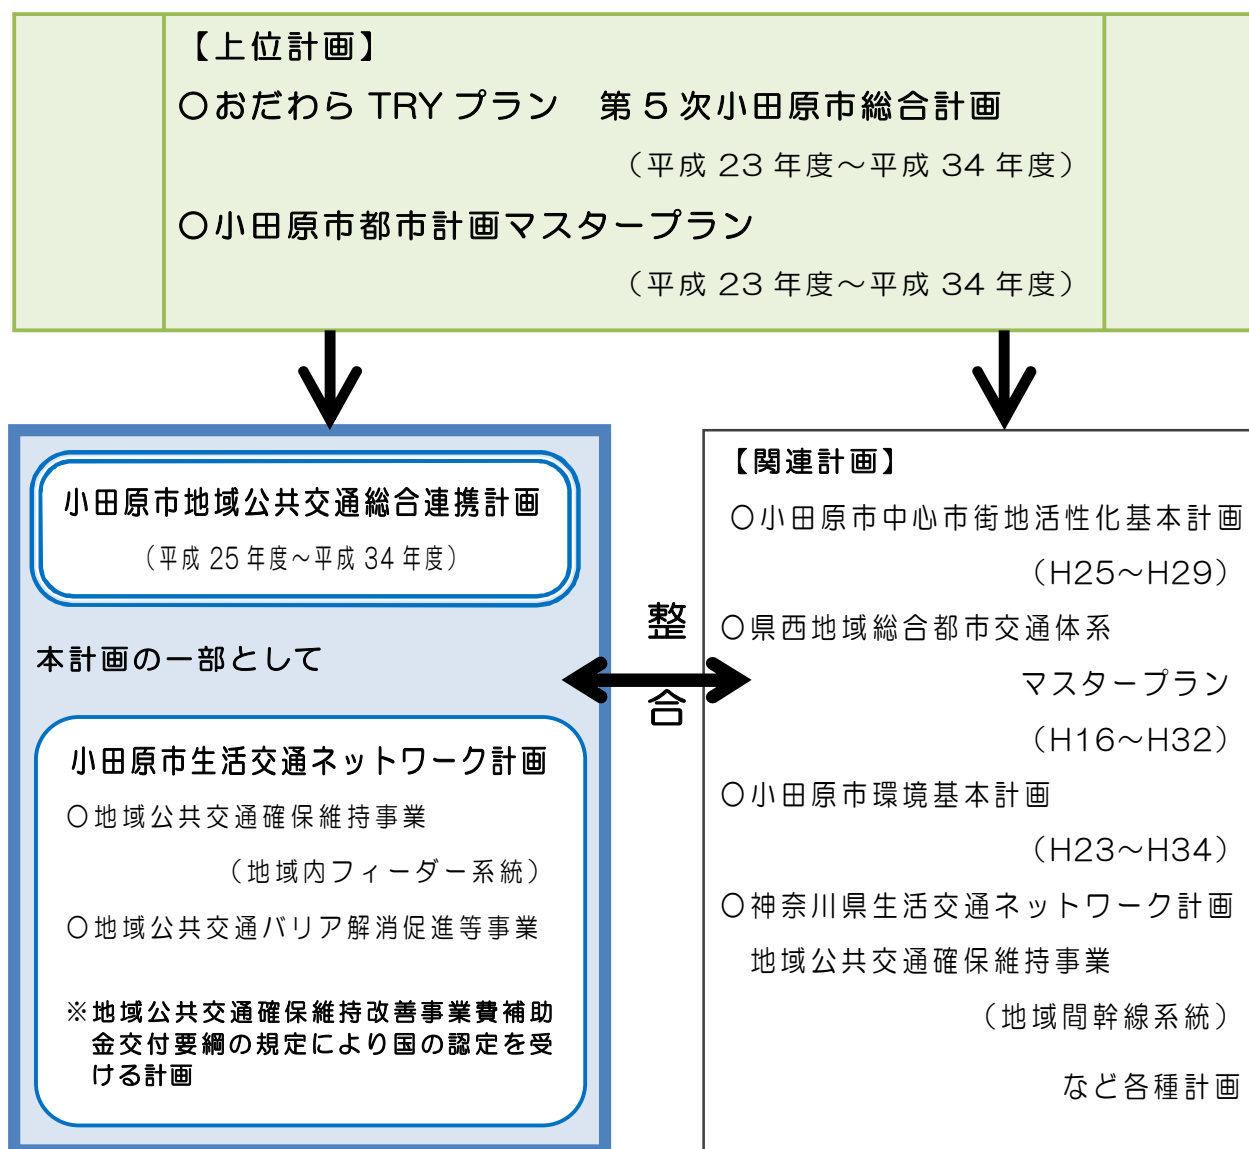 【上位計画】
〇おだわら TRY プラン　第 5 次小田原市総合計画
（平成 23 年度～平成 34 年度）
〇小田原市都市計画マスタープラン
（平成 23 年度～平成 34 年度）
小田原市地域公共交通総合連携計画
（平成 25 年度～平成 34 年度）
本計画の一部として
小田原市生活交通ネットワーク計画
〇地域公共交通確保維持事業
（地域内フィーダー系統）
〇地域公共交通バリア解消促進等事業
※地域公共交通確保維持改善事業費補助
金交付要綱の規定により国の認定を受
ける計画
整
合
【関連計画】
〇小田原市中心市街地活性化基本計画
（H25～H29）
〇県西地域総合都市交通体系
マスタープラン
（H16～H32）
〇小田原市環境基本計画
（H23～H34）
〇神奈川県生活交通ネットワーク計画
地域公共交通確保維持事業
（地域間幹線系統）
など各種計画